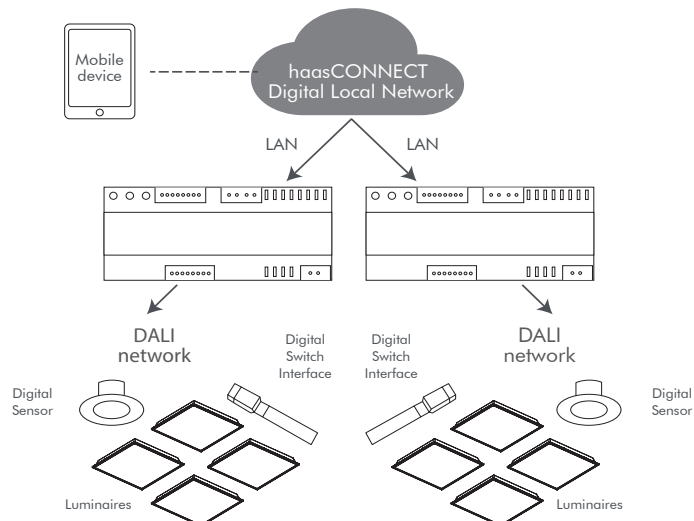 Mobile
device
haasCONNECT
Digital Local Network
LAN
LAN
DALI
network
Digital
Switch
Interface
Digital
Switch
Interface
DALI
network
Digital
Sensor
Digital
Sensor
Luminaires
Luminaires